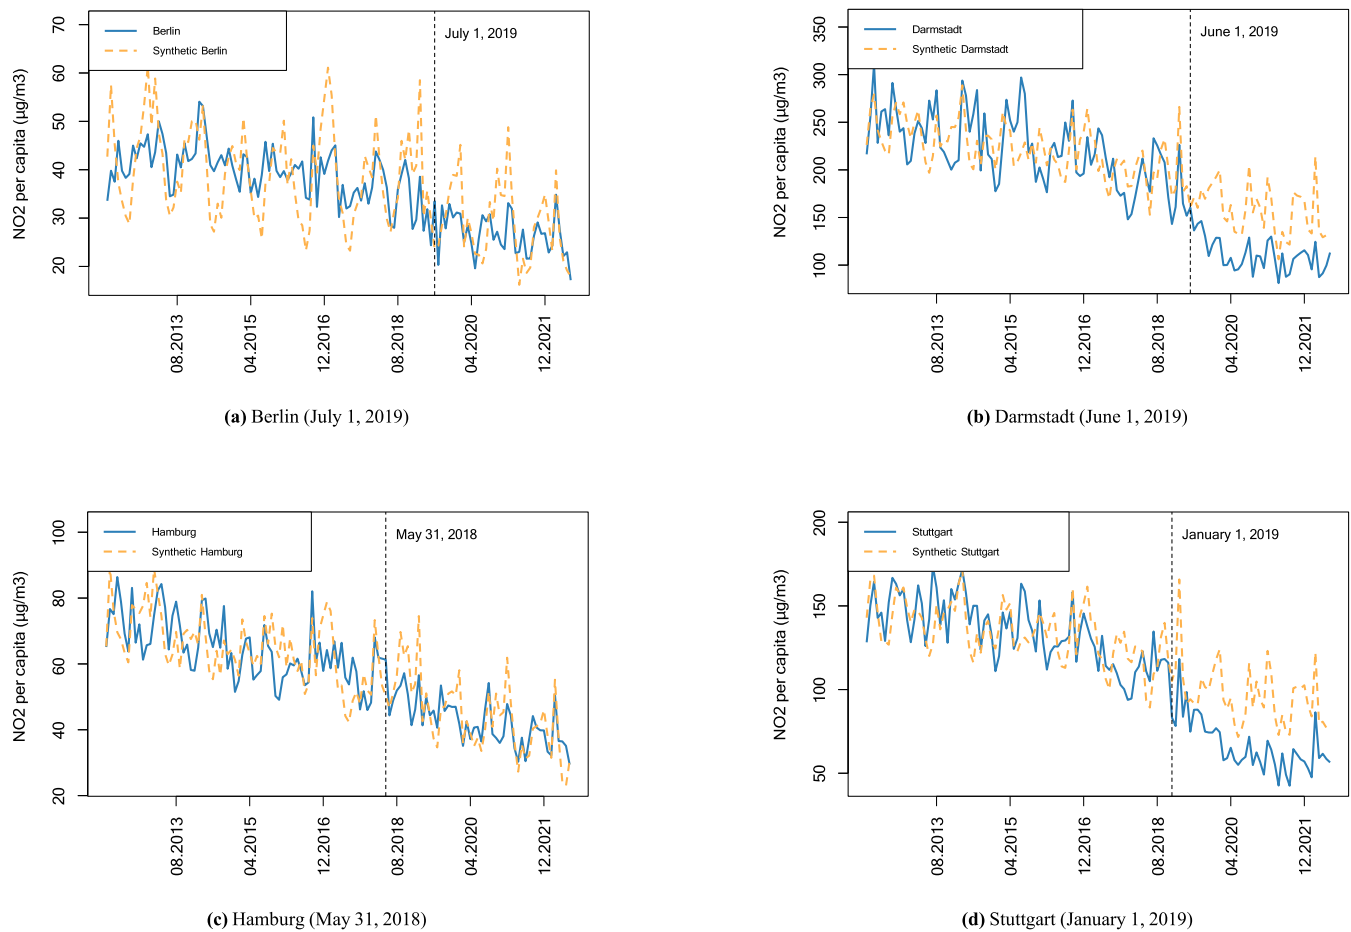 Berlin
Synthetic Berlin
July 1, 2019
NO2 per capita (µg/m3)
70
60
50
40
30
20
08.2013
04.2015
12.2016
08.2018
04.2020
12.2021
(a) Berlin (July 1, 2019)
Darmstadt
Synthetic Darmstadt
June 1, 2019
NO2 per capita (µg/m3)
350
300
250
200
150
100
08.2013
04.2015
12.2016
08.2018
04.2020
12.2021
(b) Darmstadt (June 1, 2019)
Hamburg
Synthetic Hamburg
May 31, 2018
NO2 per capita (µg/m3)
100
80
60
40
20
08.2013
04.2015
12.2016
08.2018
04.2020
12.2021
(c) Hamburg (May 31, 2018)
Stuttgart
Synthetic Stuttgart
January 1, 2019
NO2 per capita (µg/m3)
200
150
100
50
08.2013
04.2015
12.2016
08.2018
04.2020
12.2021
(d) Stuttgart (January 1, 2019)